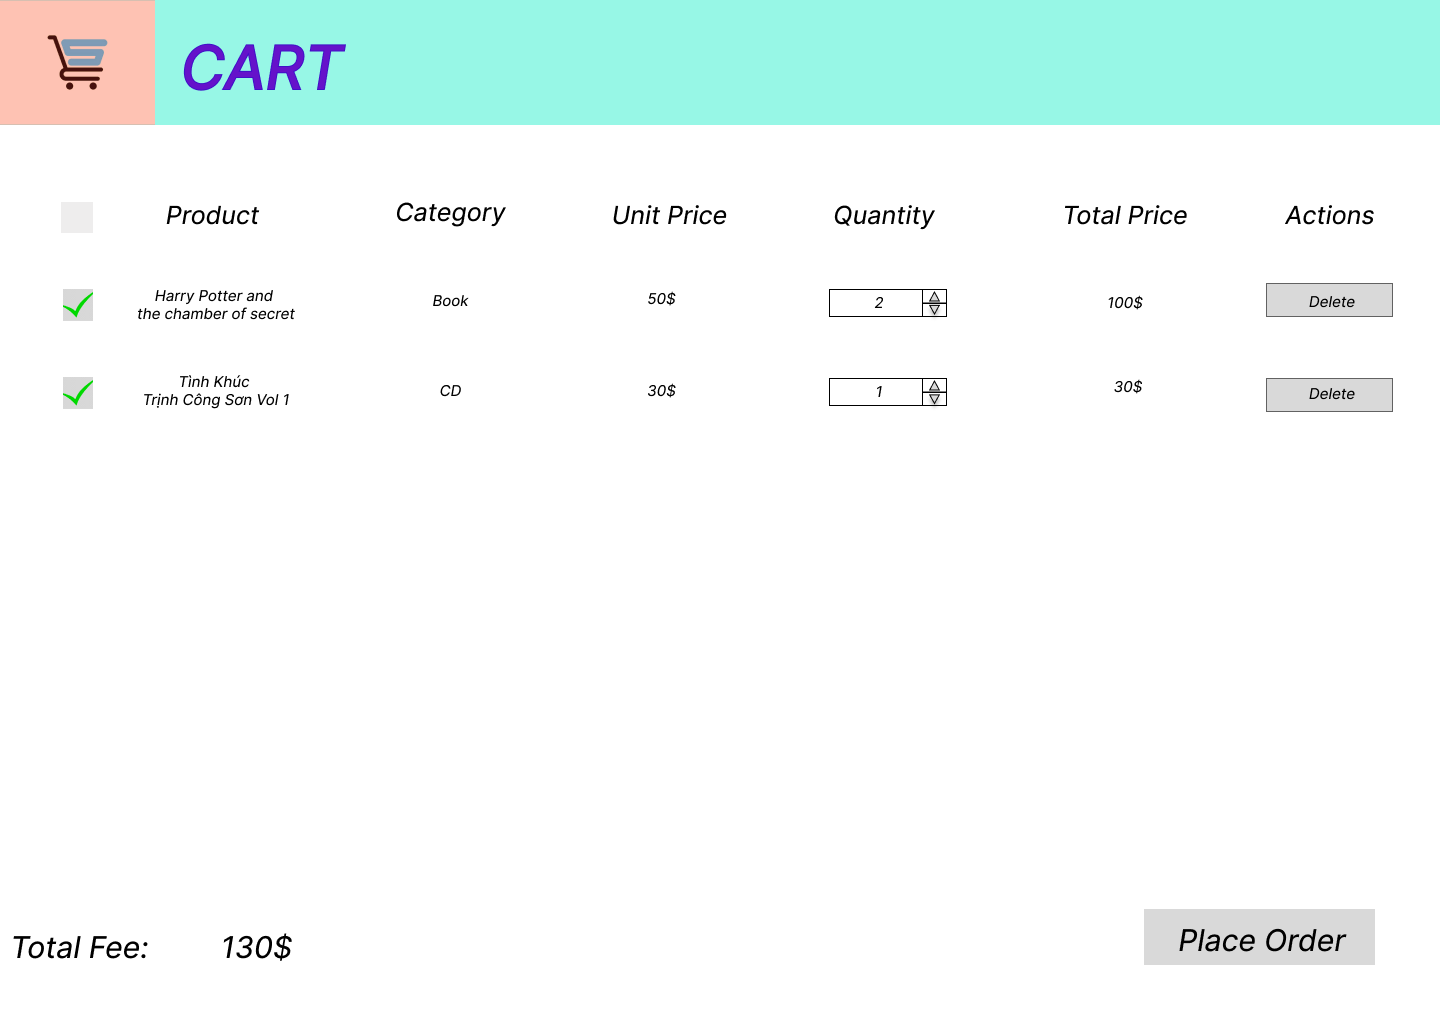 CART
Product Category Unit Price Quantity Total Price Actions
Harry Potter and
the chamber of secret
Book 50$ 2 100$ Delete
Tình Khúc
Trịnh Công Sơn Vol 1
CD 30$ 1 30$ Delete
Total Fee: 130$
Place Order